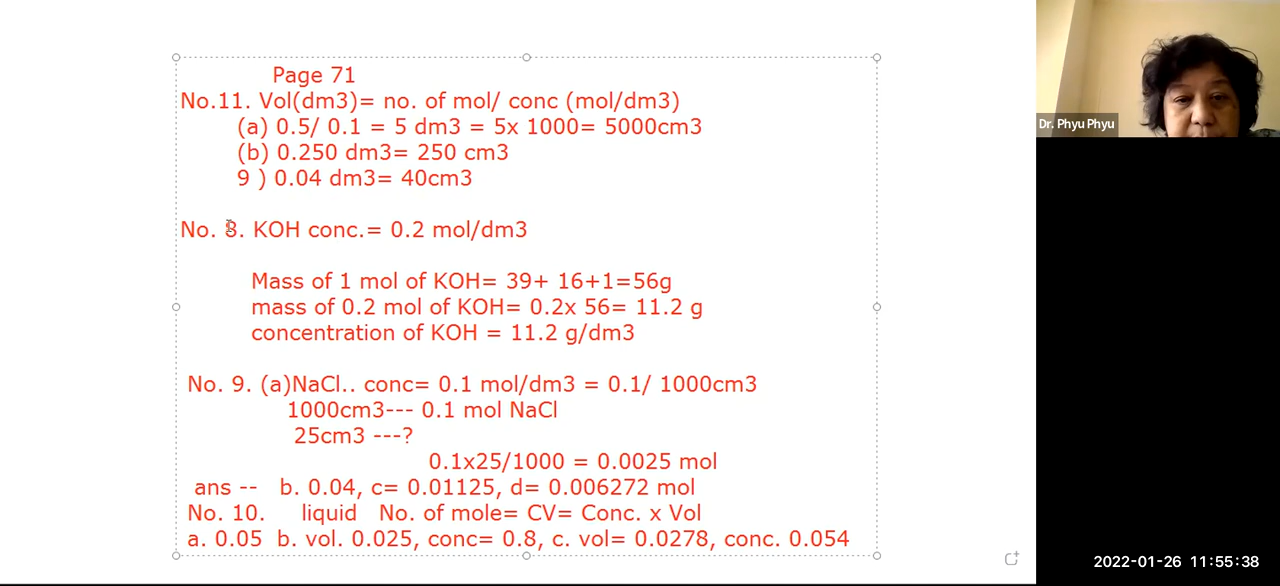 Page 71
No.11. Vol(dm3)= no. of mol/ conc (mol/dm3)
(a) 0.5/ 0.1 = 5 dm3 = 5x 1000= 5000cm3
(b) 0.250 dm3= 250 cm3
9 ) 0.04 dm3= 40cm3
No. 8. KOH conc.= 0.2 mol/dm3
Mass of 1 mol of KOH= 39+ 16+1=56g
mass of 0.2 mol of KOH= 0.2x 56= 11.2 g
concentration of KOH = 11.2 g/dm3
No. 9. (a)NaCl.. conc= 0.1 mol/dm3 = 0.1/ 1000cm3
1000cm3--- 0.1 mol NaCl
25cm3 ---?
0.1x25/1000 = 0.0025 mol
ans -- b. 0.04, c= 0.01125, d= 0.006272 mol
No. 10. liquid No. of mole= CV= Conc. x Vol
a. 0.05 b. vol. 0.025, conc= 0.8, c. vol= 0.0278, conc. 0.054
Dr. Phyu Phyu
2022-01-26 11:55:38